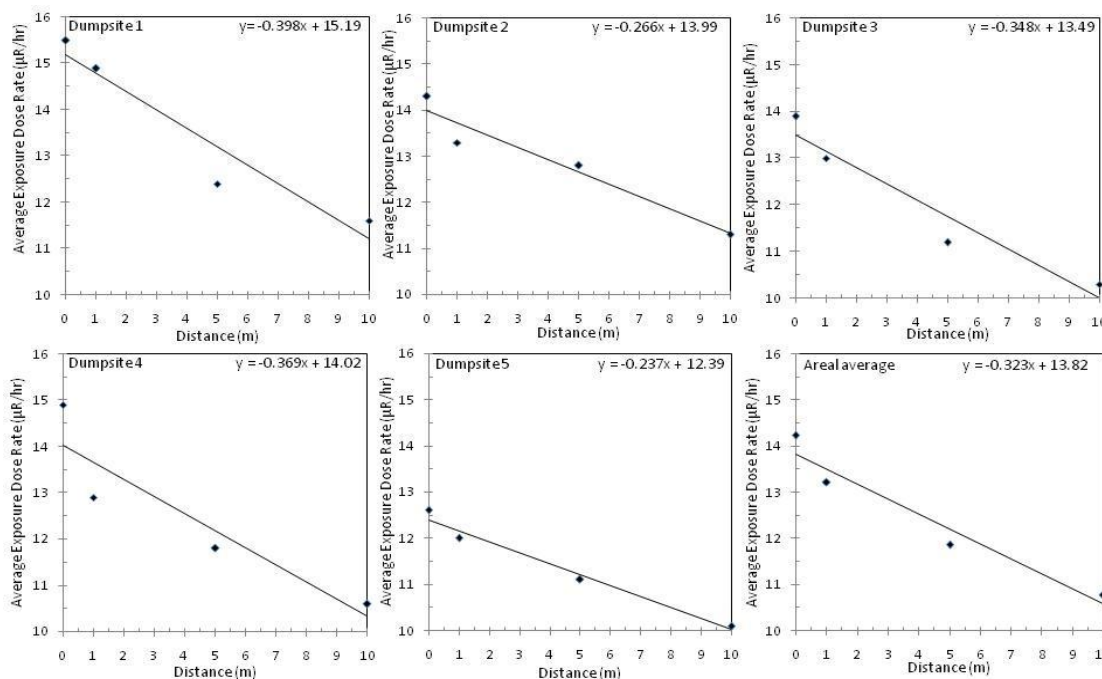 Dumpsite 1 y = -0.398x + 15.19
Average Exposure Dose Rate (µR/hr)
16
15
14
13
12
11
10
0 1 2 3 4 5 6 7 8 9 10
Distance (m)
Dumpsite 2 y = -0.266x + 13.99
Average Exposure Dose Rate (µR/hr)
16
15
14
13
12
11
10
0 1 2 3 4 5 6 7 8 9 10
Distance (m)
Dumpsite 3 y = -0.348x + 13.49
Average Exposure Dose Rate (µR/hr)
16
15
14
13
12
11
10
0 1 2 3 4 5 6 7 8 9 10
Distance (m)
Dumpsite 4 y = -0.369x + 14.02
Average Exposure Dose Rate (µR/hr)
16
15
14
13
12
11
10
0 1 2 3 4 5 6 7 8 9 10
Distance (m)
Dumpsite 5 y = -0.237x + 12.39
Average Exposure Dose Rate (µR/hr)
16
15
14
13
12
11
10
0 1 2 3 4 5 6 7 8 9 10
Distance (m)
Areal average y = -0.323x + 13.82
Average Exposure Dose Rate (µR/hr)
16
15
14
13
12
11
10
0 1 2 3 4 5 6 7 8 9 10
Distance (m)